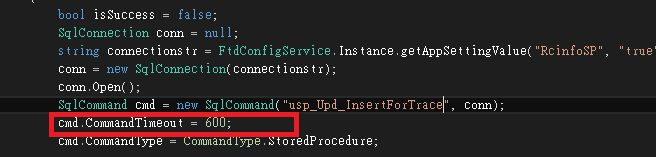 {
bool isSuccess = false;
SqlConnection conn = null;
string connectionstr = FtdConfigService.Instance.getAppSettingValue("RcinfoSP", "true"
conn = new SqlConnection(connectionstr);
conn.Open();
SqlCommand cmd = new SqlCommand("usp_Upd_InsertForTrace", conn);
cmd.CommandTimeout = 600;
cmd.CommandType = CommandType.StoredProcedure;